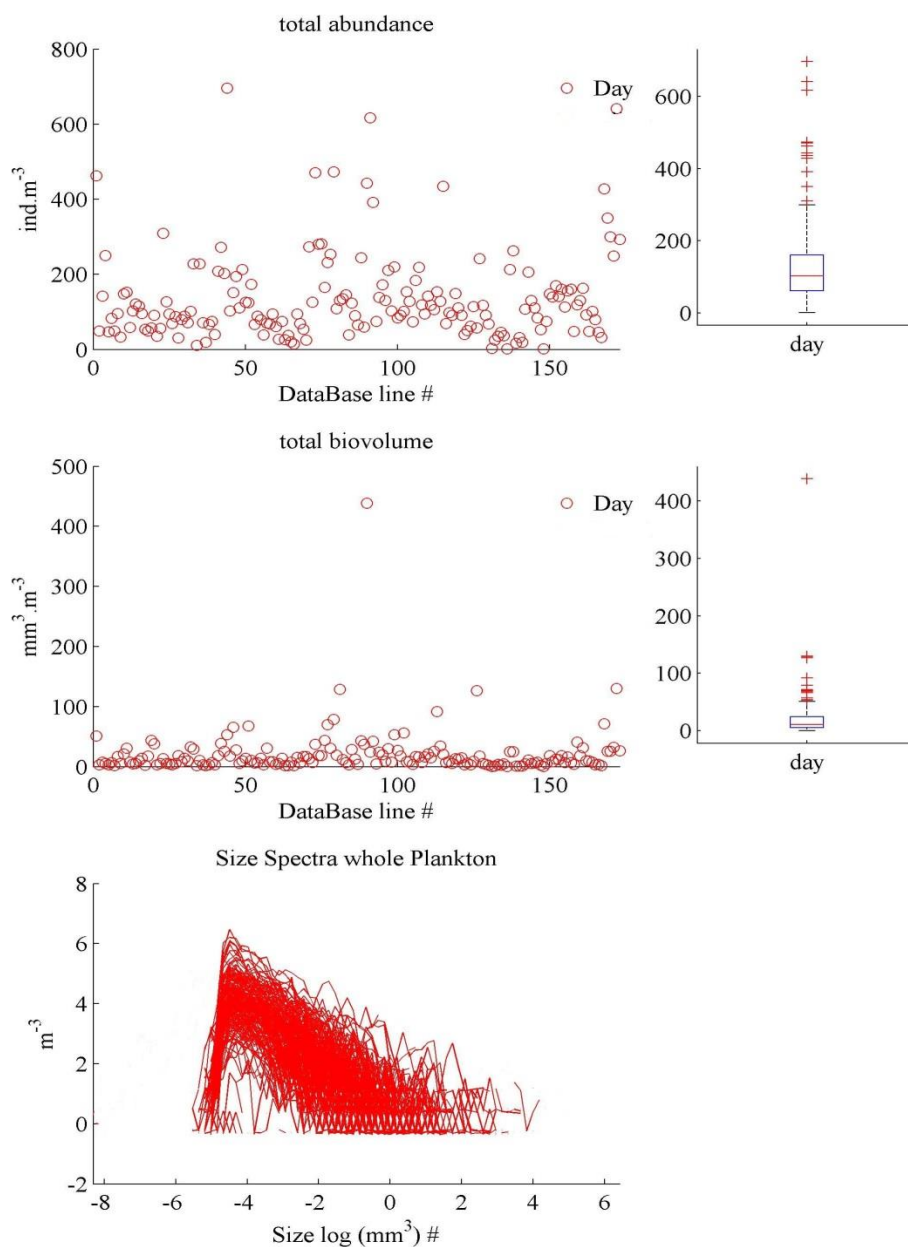 total abundance
800
600
400
200
0
ind.m-3
0 50 100 150
DataBase line #
Day
600
400
200
0
day
total biovolume
500
400
300
200
100
0
mm3.m-3
0 50 100 150
DataBase line #
Day
400
300
200
100
0
day
Size Spectra whole Plankton
8
6
4
2
0
-2
m-3
-8 -6 -4 -2 0 2 4 6
Size log (mm3) #